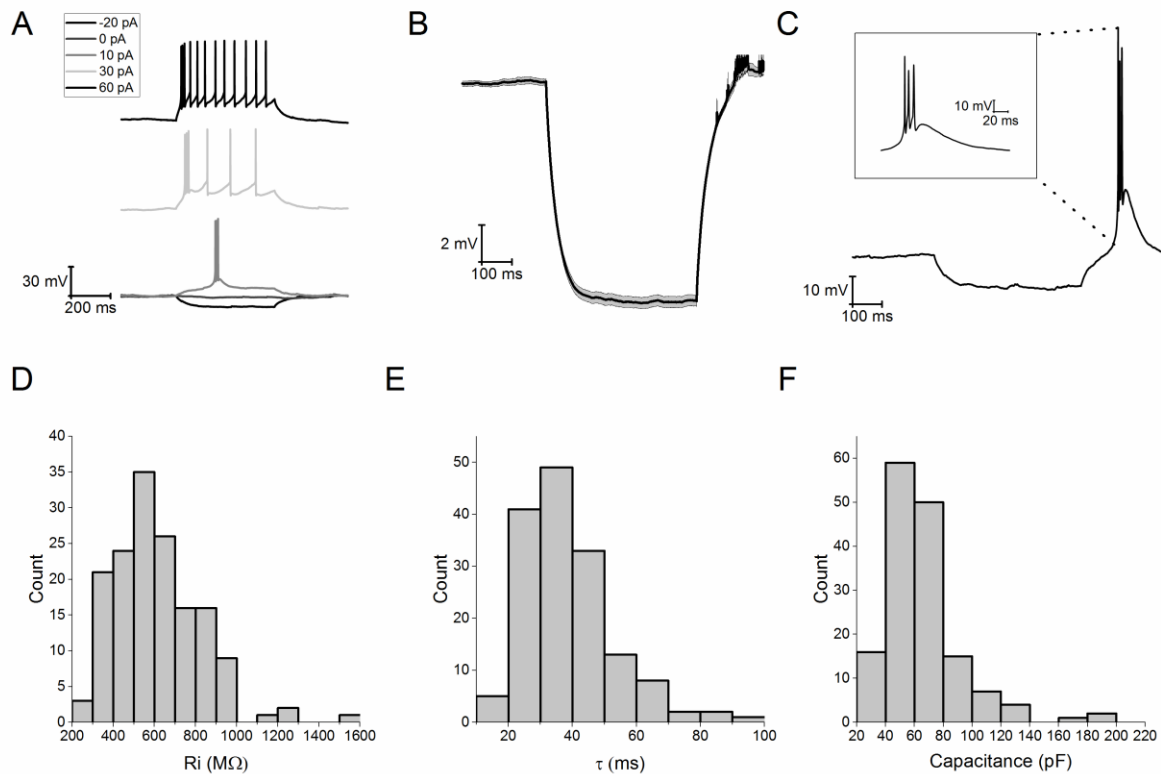 A
-20 pA
0 pA
10 pA
30 pA
60 pA
30 mV
200 ms
B
2 mV
100 ms
C
10 mV
20 ms
10 mV
100 ms
D
40
35
30
25
20
15
10
5
0
Count
200 400 600 800 1000 1200 1400 1600
Ri (MΩ)
E
50
40
30
20
10
0
Count
20 40 60 80 100
τ (ms)
F
60
50
40
30
20
10
0
Count
20 40 60 80 100 120 140 160 180 200 220
Capacitance (pF)